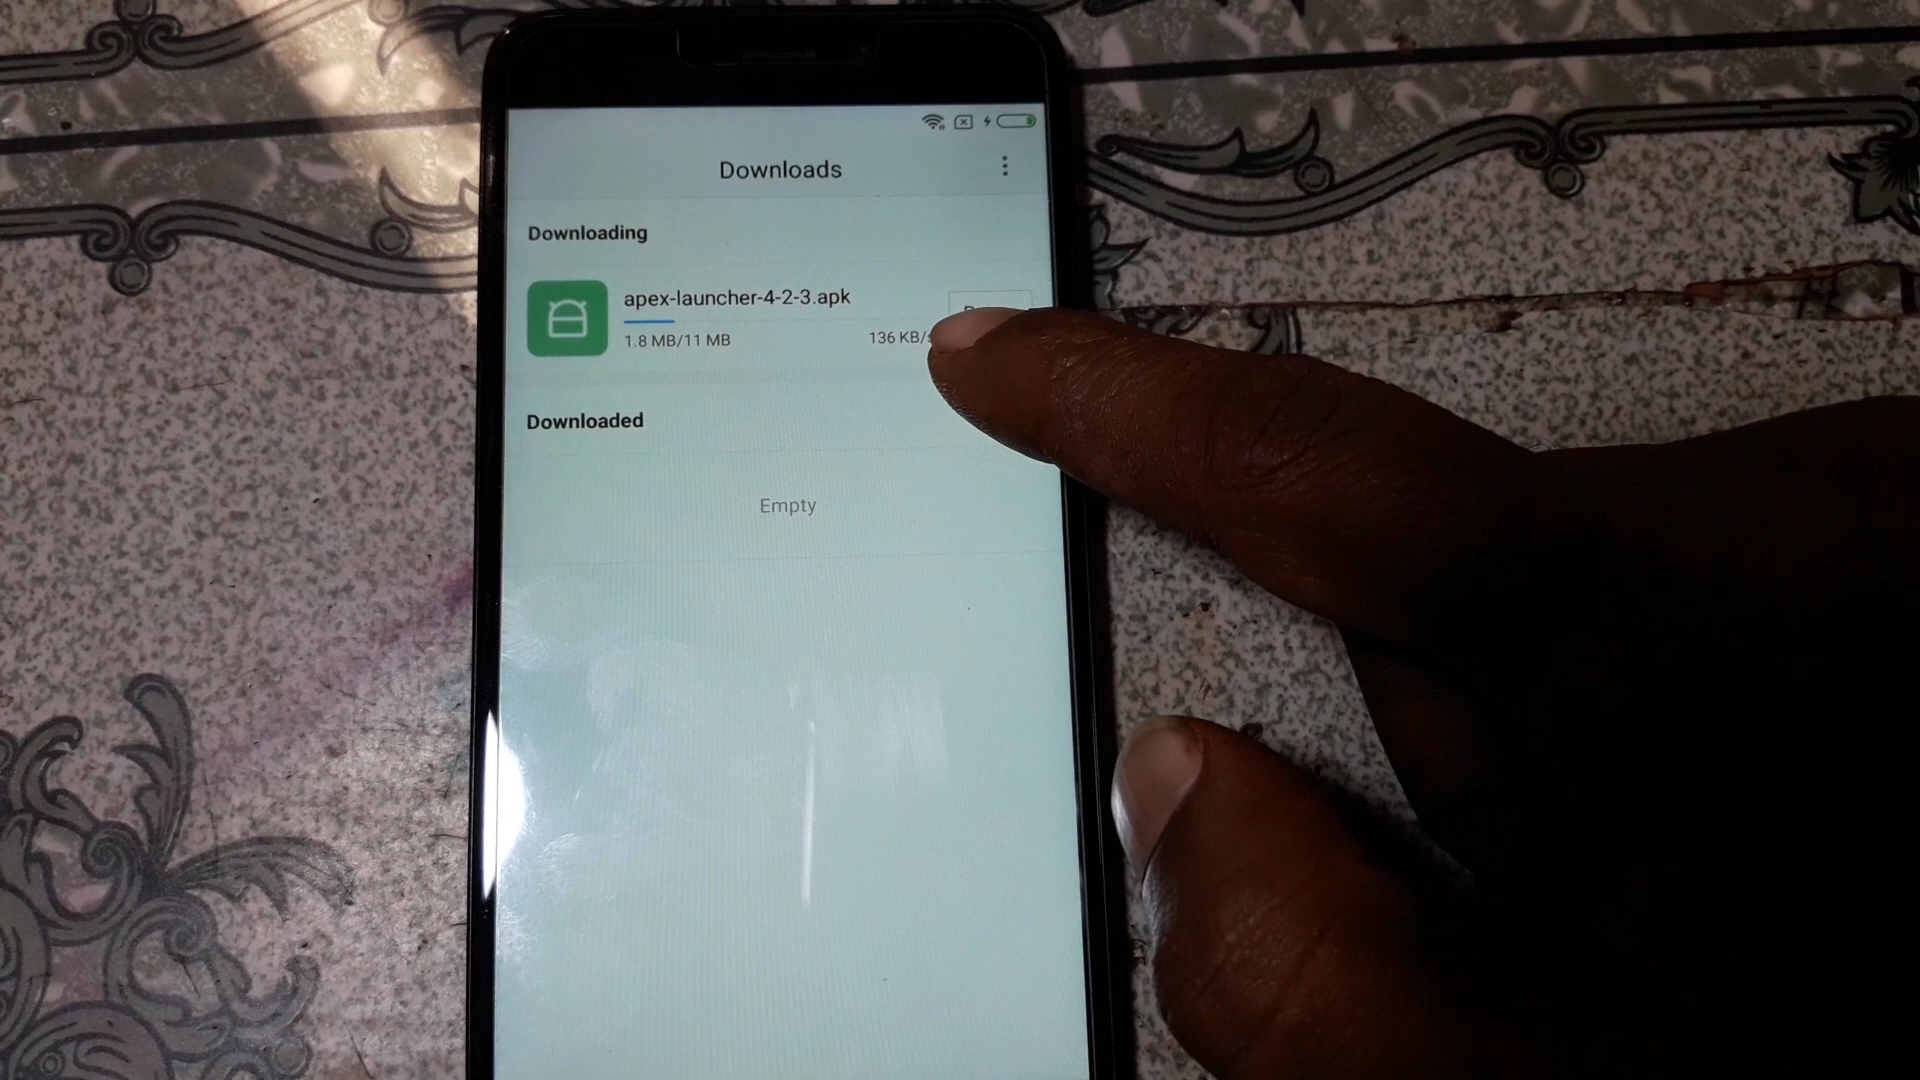 Downloads
Downloading
apex-launcher-4-2-3.apk
1.8 MB/11 MB
136 KB/
Downloaded
Empty